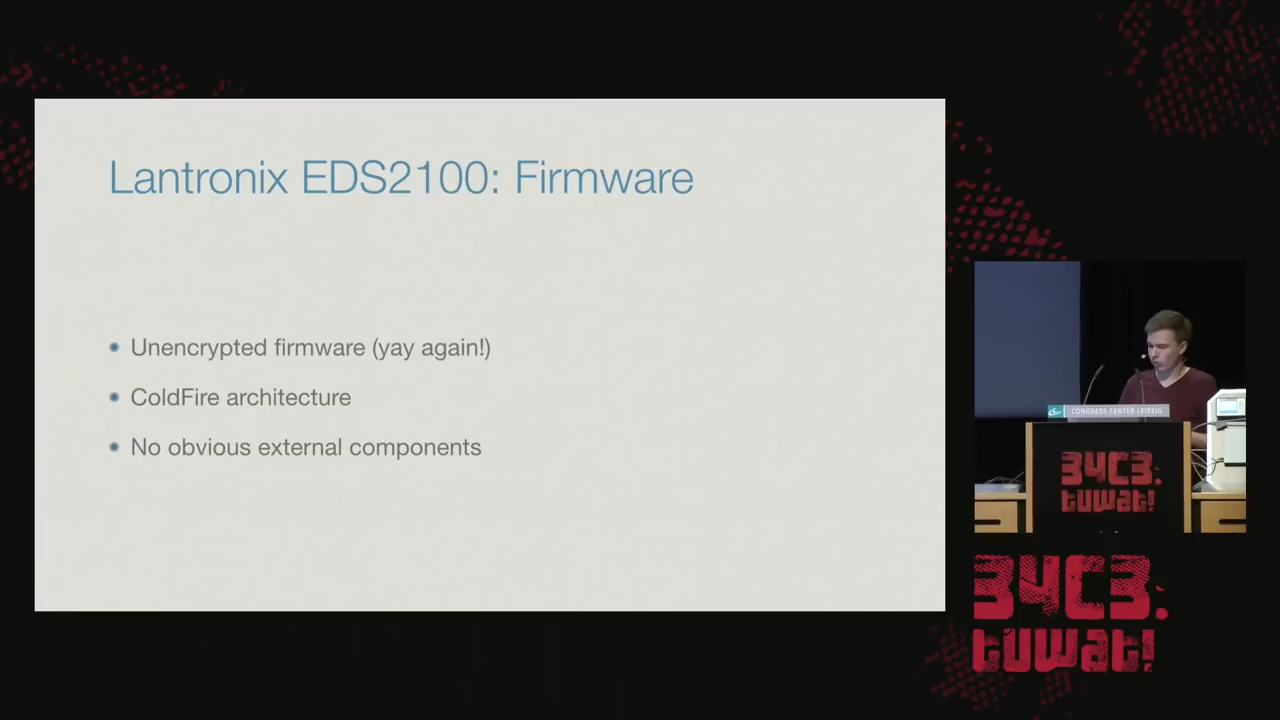 Lantronix EDS2100: Firmware
Unencrypted firmware (yay again!)
ColdFire architecture
No obvious external components
CONGRESS CENTER LEIPZIG
34C3.
tuwat!
34C3.
tuwat!